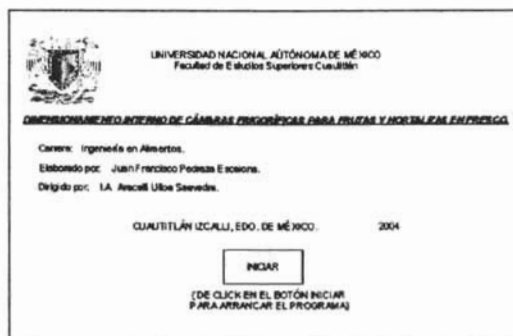 UNIVERSIDAD NACIONAL AUTÓNOMA DE MÉXICO
Facultad de Estudios Superiores Cuautitlán
DIMENSIONAMIENTO INTERNO DE CÁMARAS FRIGORÍFICAS PARA FRUTAS Y HORTALIZAS EN FRESCO.
Carrera: Ingeniería en Alimentos.
Elaborado por: Juan Francisco Pedraza Escalona.
Dirigido por: I.A. Araceli Ulloa Saavedra.
CUAUTITLÁN IZCALLI, EDO. DE MÉXICO. 2004
INICIAR
(DE CLICK EN EL BOTÓN INICIAR
PARA ARRANCAR EL PROGRAMA)